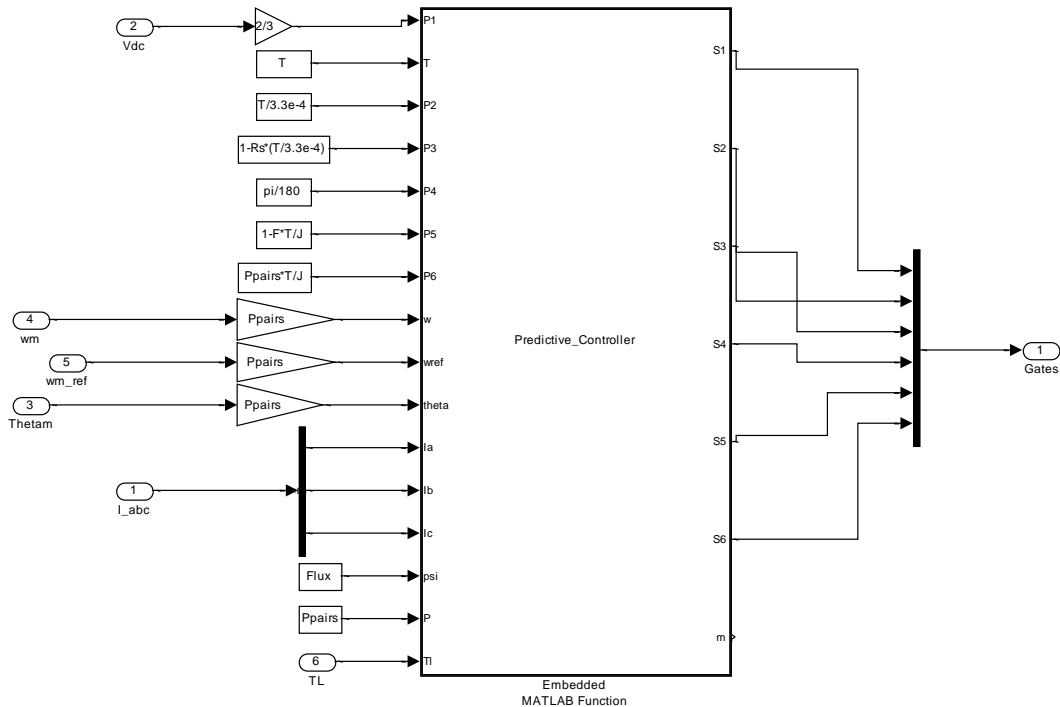 2
Vdc
2/3
P1
T
T
T/3.3e-4
P2
1-Rs*(T/3.3e-4)
P3
pi/180
P4
1-F*T/J
P5
Ppairs*T/J
P6
4
wm
Ppairs
w
5
wm_ref
Ppairs
wref
3
Thetam
Ppairs
theta
1
I_abc
Ia
Ib
Ic
Flux
psi
Ppairs
P
6
TL
Tl
Predictive_Controller
S1
S2
S3
S4
S5
S6
m
Embedded
MATLAB Function
1
Gates